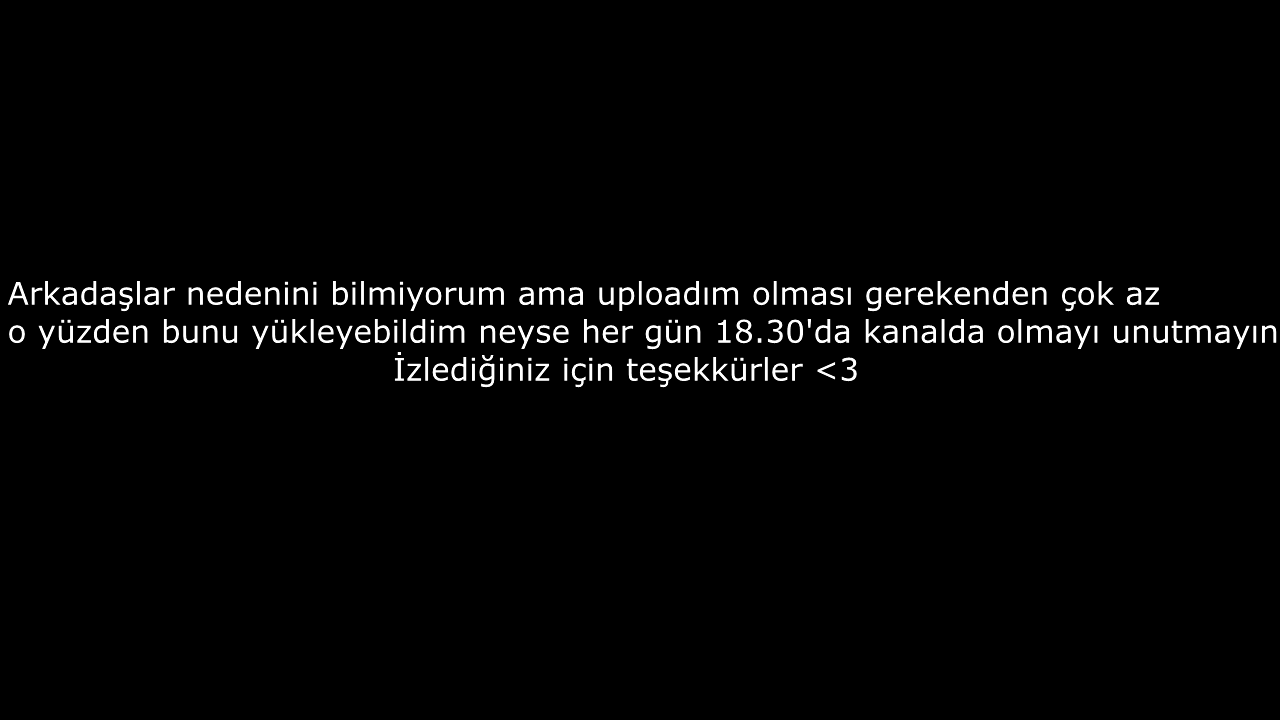 Arkadaşlar nedenini bilmiyorum ama uploadım olması gerekenden çok az
o yüzden bunu yükleyebildim neyse her gün 18.30'da kanalda olmayı unutmayın
İzlediğiniz için teşekkürler <3